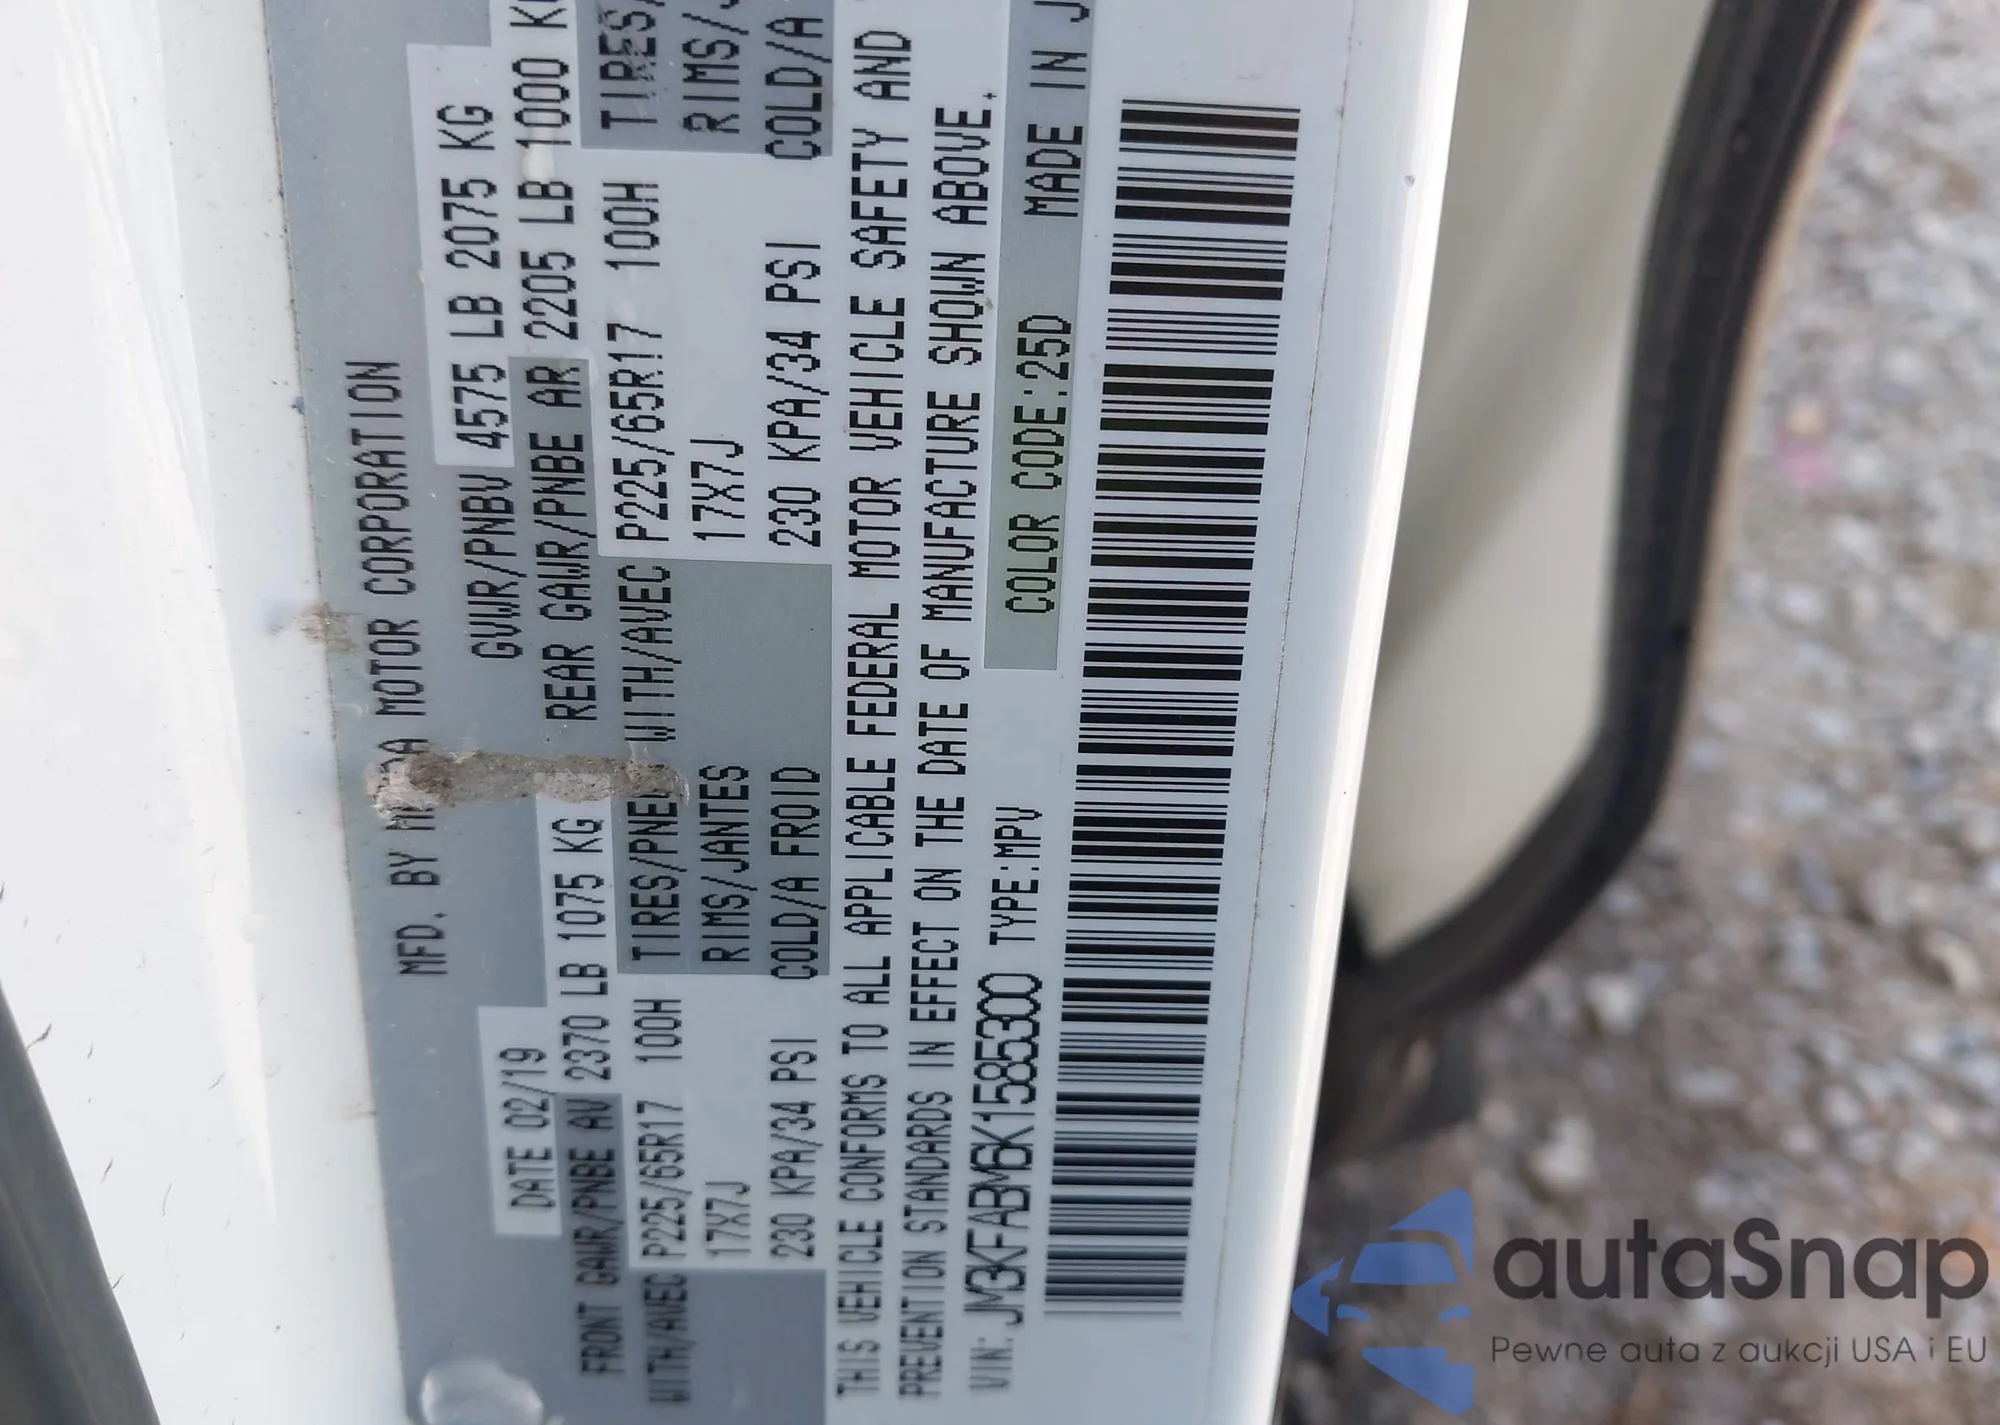 MFD. BY MAZDA MOTOR CORPORATION
DATE 02/19 GVWR/PNBV 4575 LB 2075 KG
FRONT GAWR/PNBE AV 2370 LB 1075 KG REAR GAWR/PNBE AR 2205 LB 1000 KG
WITH/AVEC P225/65R17 100H TIRES/PNEU WITH/AVEC P225/65R17 100H TIRES/
17X7J RIMS/JANTES 17X7J RIMS/J
230 KPA/34 PSI COLD/A FROID 230 KPA/34 PSI COLD/A
THIS VEHICLE CONFORMS TO ALL APPLICABLE FEDERAL MOTOR VEHICLE SAFETY AND
PREVENTION STANDARDS IN EFFECT ON THE DATE OF MANUFACTURE SHOWN ABOVE.
VIN: JM3KFABM6K1585300 TYPE:MPV COLOR CODE:25D MADE IN J
autaSnap
Pewne auta z aukcji USA i EU